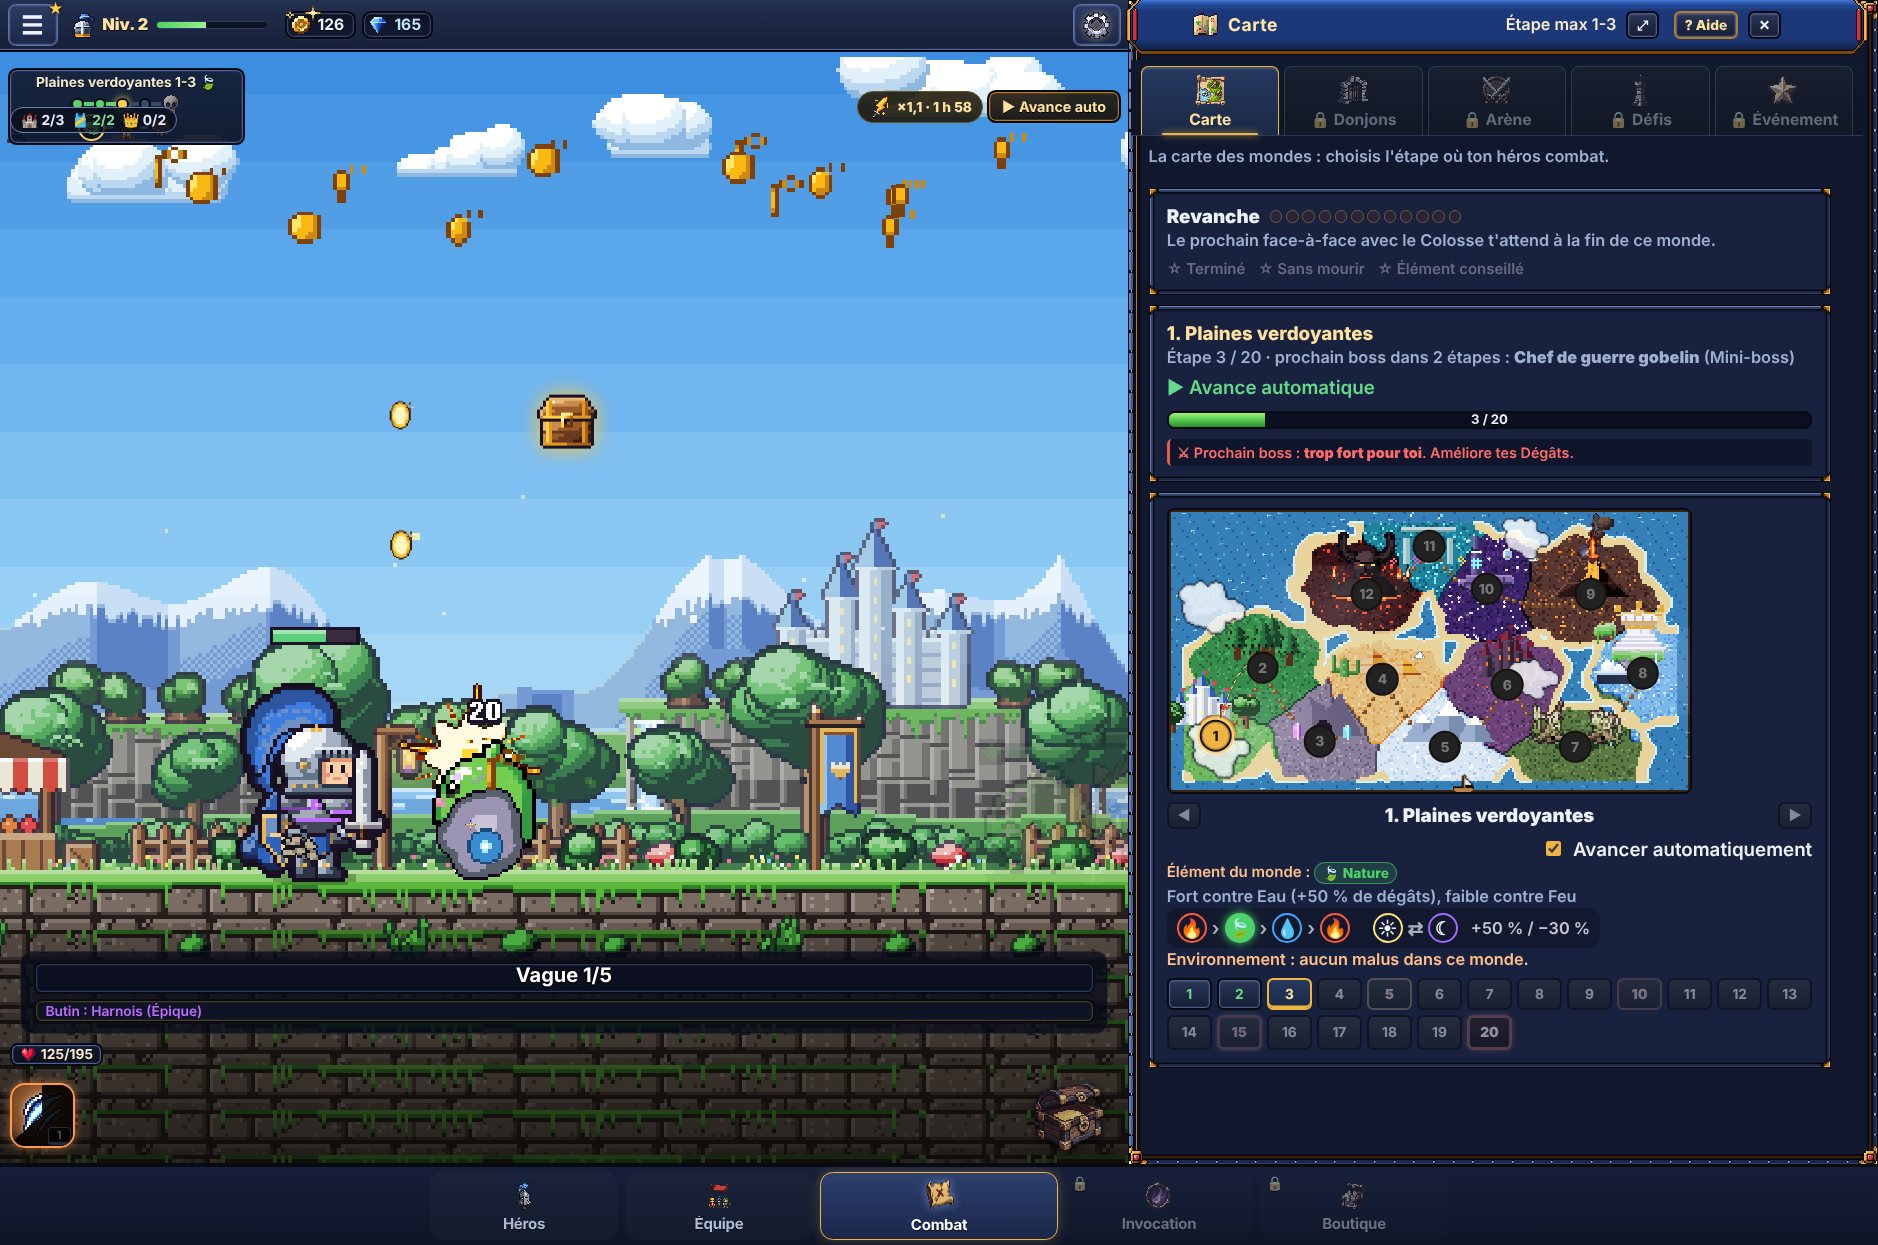 Niv. 2
126
165
Plaines verdoyantes 1-3
2/3 2/2 0/2
×1,1 · 1 h 58
▶ Avance auto
20
Vague 1/5
Butin : Harnois (Épique)
125/195
1
Carte
Étape max 1-3
? Aide
×
Carte
Donjons
Arène
Défis
Événement
La carte des mondes : choisis l'étape où ton héros combat.
Revanche
Le prochain face-à-face avec le Colosse t'attend à la fin de ce monde.
☆ Terminé ☆ Sans mourir ☆ Élément conseillé
1. Plaines verdoyantes
Étape 3 / 20 · prochain boss dans 2 étapes : Chef de guerre gobelin (Mini-boss)
▶ Avance automatique
3 / 20
⚔ Prochain boss : trop fort pour toi. Améliore tes Dégâts.
11
12
10
9
2
4
6
8
1
3
5
7
◀ 1. Plaines verdoyantes ▶
Avancer automatiquement
Élément du monde : Nature
Fort contre Eau (+50 % de dégâts), faible contre Feu
› › › ⇄ +50 % / −30 %
Environnement : aucun malus dans ce monde.
1 2 3 4 5 6 7 8 9 10 11 12 13
14 15 16 17 18 19 20
Héros
Équipe
Combat
Invocation
Boutique